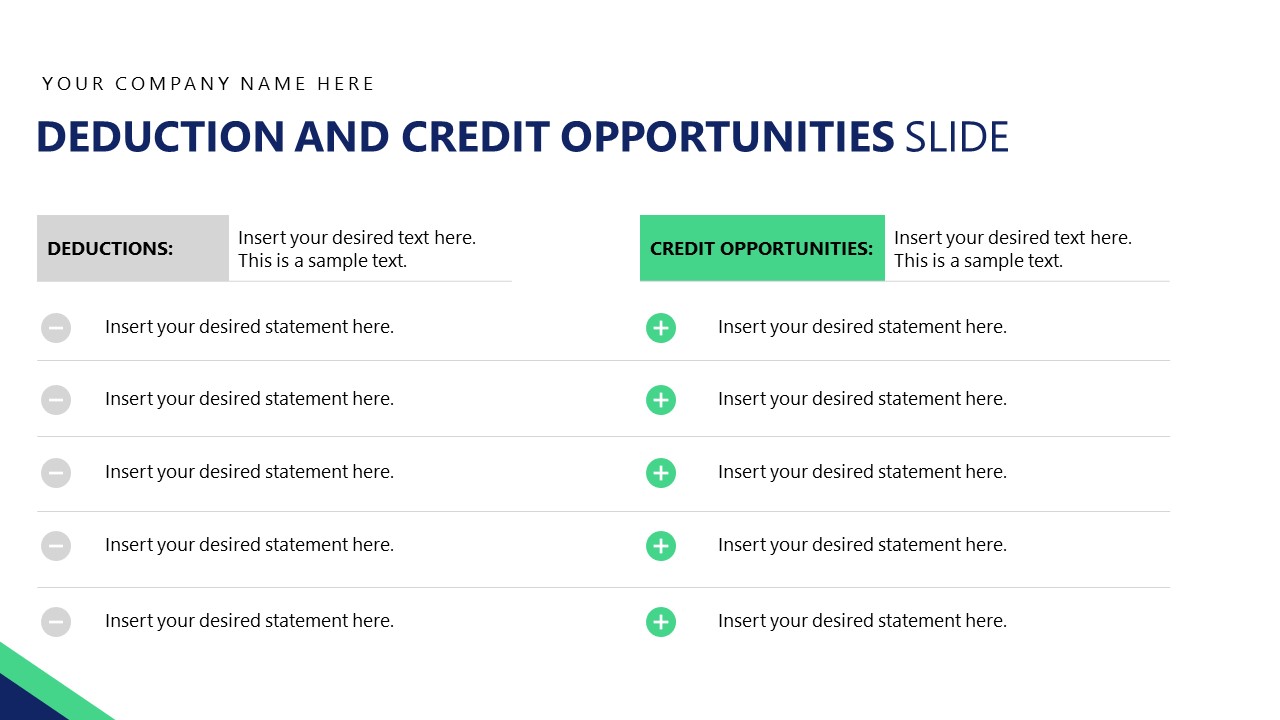 YOUR COMPANY NAME HERE
DEDUCTION AND CREDIT OPPORTUNITIES SLIDE
DEDUCTIONS:
Insert your desired text here.
This is a sample text.
Insert your desired statement here.
Insert your desired statement here.
Insert your desired statement here.
Insert your desired statement here.
Insert your desired statement here.
CREDIT OPPORTUNITIES:
Insert your desired text here.
This is a sample text.
Insert your desired statement here.
Insert your desired statement here.
Insert your desired statement here.
Insert your desired statement here.
Insert your desired statement here.